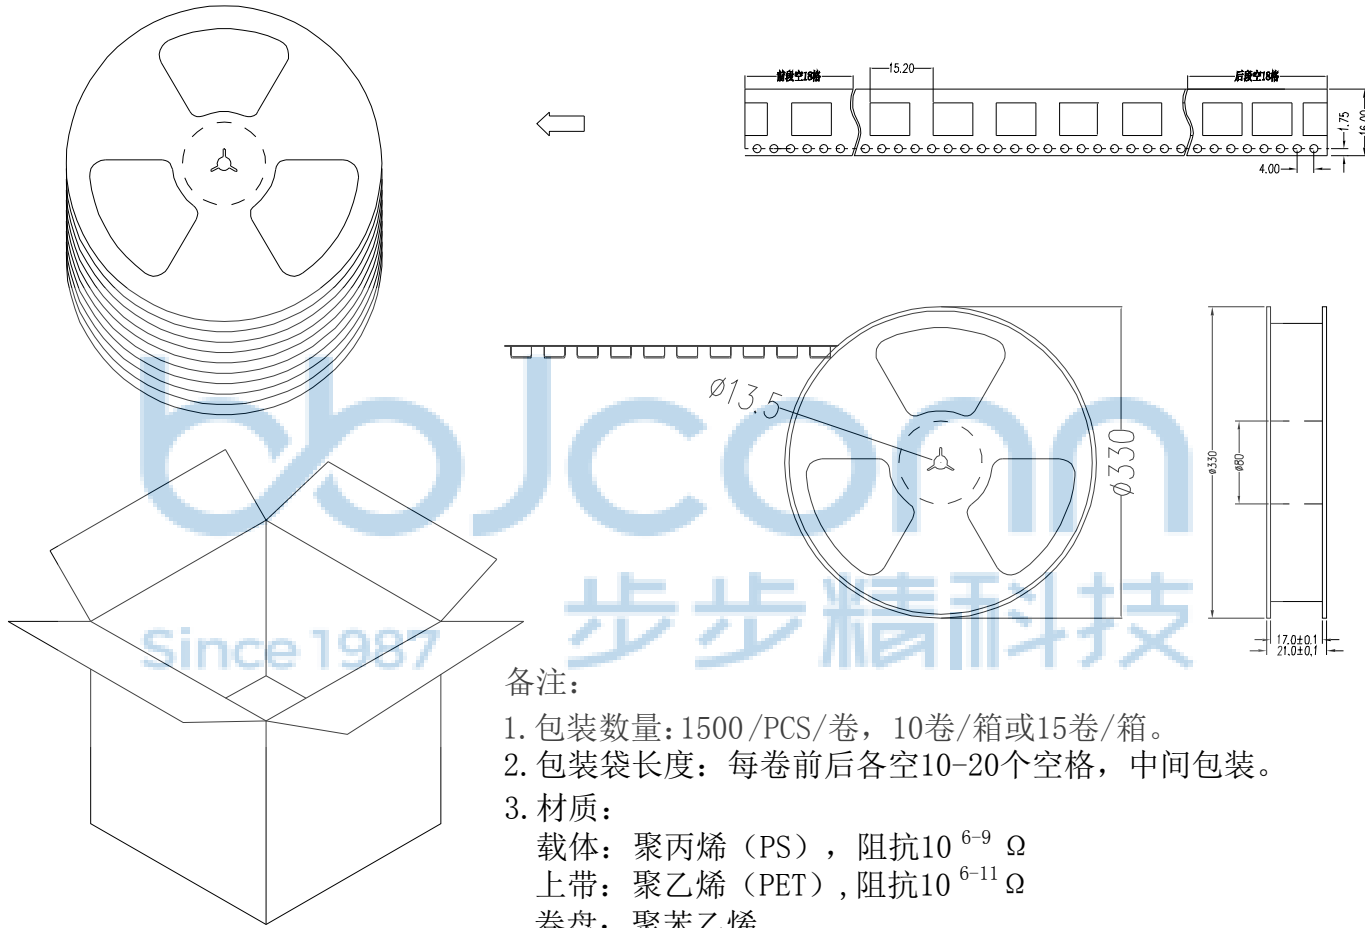 前段空18格
15.20
后段空18格
1.75
16.00
4.00
ø13.5
ø330
ø330
ø80
17.0±0.1
21.0±0.1
bbjconn
Since 1987
步步精科技
备注：
1.包装数量:1500/PCS/卷，10卷/箱或15卷/箱。
2.包装袋长度：每卷前后各空10-20个空格，中间包装。
3.材质：
载体：聚丙烯（PS），阻抗10 6-9 Ω
上带：聚乙烯（PET）,阻抗10 6-11 Ω
卷盘：聚苯乙烯